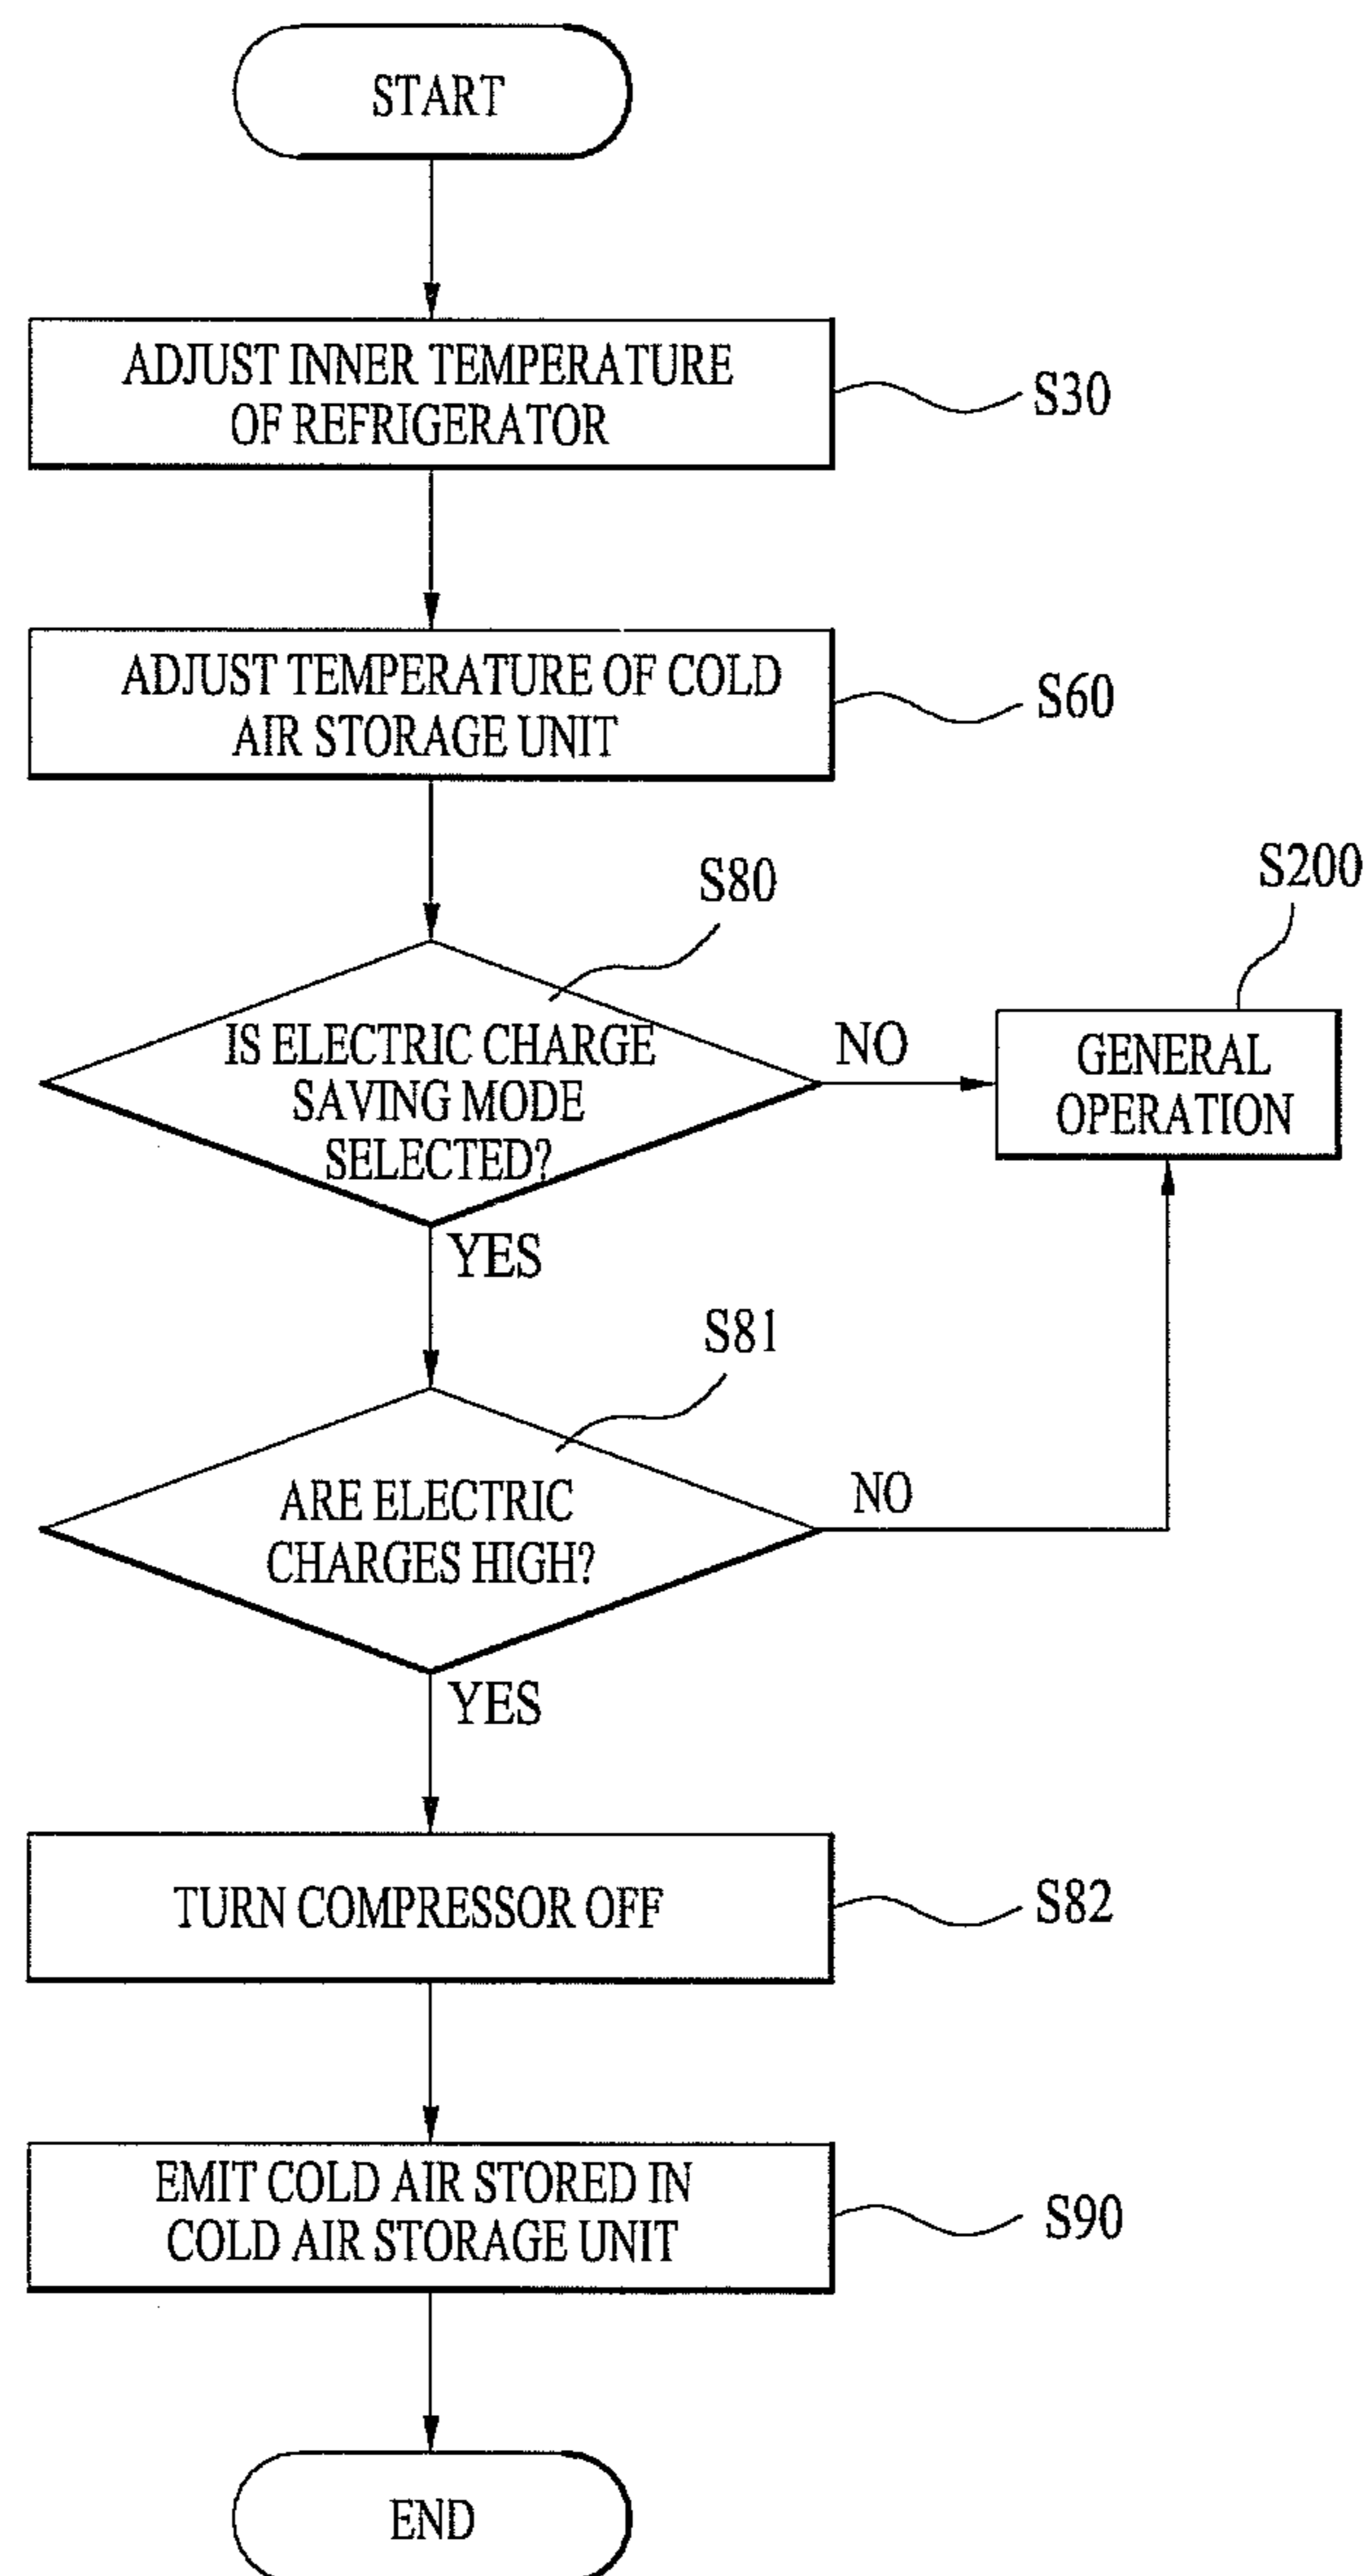 START
ADJUST INNER TEMPERATURE
OF REFRIGERATOR
S30
ADJUST TEMPERATURE OF COLD
AIR STORAGE UNIT
S60
S80
S200
IS ELECTRIC CHARGE
SAVING MODE
SELECTED?
NO
GENERAL
OPERATION
YES
S81
ARE ELECTRIC
CHARGES HIGH?
NO
YES
TURN COMPRESSOR OFF
S82
EMIT COLD AIR STORED IN
COLD AIR STORAGE UNIT
S90
END